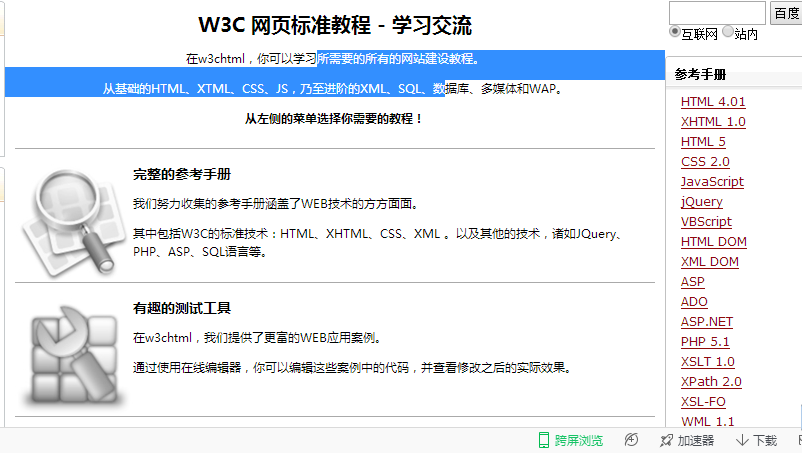 W3C 网页标准教程 - 学习交流
在w3chtml，你可以学习所需要的所有的网站建设教程。
从基础的HTML、XTML、CSS、JS，乃至进阶的XML、SQL、数据库、多媒体和WAP。
从左侧的菜单选择你需要的教程！
完整的参考手册
我们努力收集的参考手册涵盖了WEB技术的方方面面。
其中包括W3C的标准技术：HTML、XHTML、CSS、XML 。以及其他的技术，诸如JQuery、
PHP、ASP、SQL语言等。
有趣的测试工具
在w3chtml，我们提供了更富的WEB应用案例。
通过使用在线编辑器，你可以编辑这些案例中的代码，并查看修改之后的实际效果。
百度
互联网 站内
参考手册
HTML 4.01
XHTML 1.0
HTML 5
CSS 2.0
JavaScript
jQuery
VBScript
HTML DOM
XML DOM
ASP
ADO
ASP.NET
PHP 5.1
XSLT 1.0
XPath 2.0
XSL-FO
WML 1.1
跨屏浏览 加速器 下载